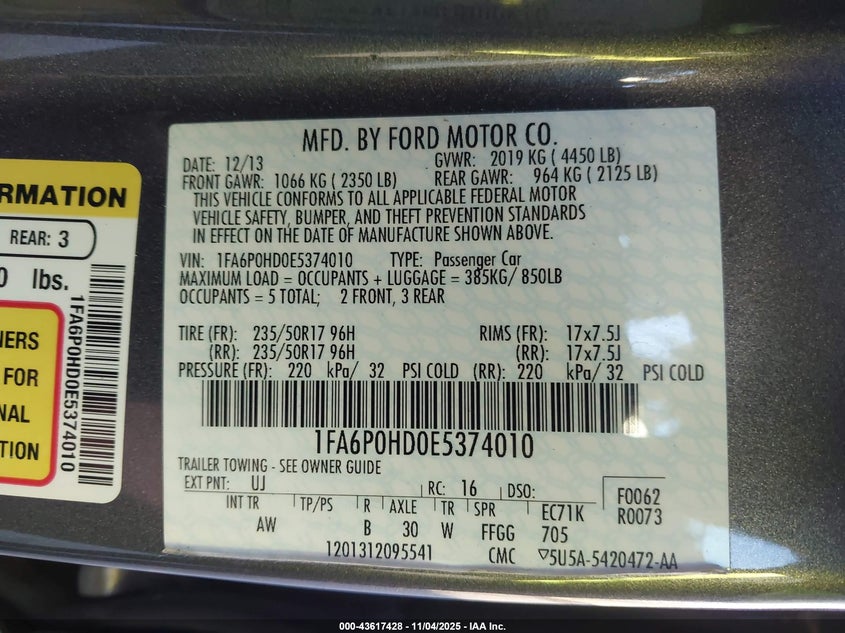 MFD. BY FORD MOTOR CO.
DATE: 12/13 GVWR: 2019 KG ( 4450 LB)
FRONT GAWR: 1066 KG ( 2350 LB) REAR GAWR: 964 KG ( 2125 LB)
THIS VEHICLE CONFORMS TO ALL APPLICABLE FEDERAL MOTOR
VEHICLE SAFETY, BUMPER, AND THEFT PREVENTION STANDARDS
IN EFFECT ON THE DATE OF MANUFACTURE SHOWN ABOVE.
VIN: 1FA6P0HD0E5374010 TYPE: Passenger Car
MAXIMUM LOAD = OCCUPANTS + LUGGAGE = 385KG/ 850LB
OCCUPANTS = 5 TOTAL; 2 FRONT, 3 REAR
TIRE (FR): 235/50R17 96H RIMS (FR): 17x7.5J
(RR): 235/50R17 96H (RR): 17x7.5J
PRESSURE (FR): 220 kPa/ 32 PSI COLD (RR): 220 kPa/ 32 PSI COLD
1FA6P0HD0E5374010
TRAILER TOWING - SEE OWNER GUIDE
EXT PNT: UJ RC: 16 DSO: F0062
INT TR TP/PS R AXLE TR SPR EC71K R0073
AW B 30 W FFGG 705
1201312095541 CMC ▽5U5A-5420472-AA
RMATION
REAR: 3
0 lbs.
NERS
FOR
NAL
TION
1FA6P0HD0E5374010
000-43617428 - 11/04/2025 - IAA Inc.